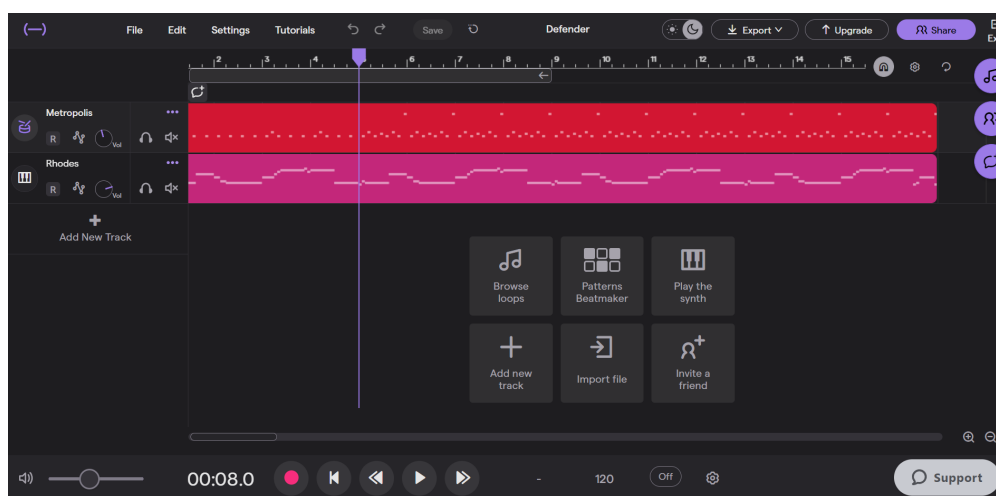 File Edit Settings Tutorials Save Defender Export Upgrade Share
2 3 4 6 7 8 9 10 11 12 13 14 15
Metropolis
R Vol
Rhodes
R Vol
Add New Track
Browse
loops
Patterns
Beatmaker
Play the
synth
Add new
track
Import file
Invite a
friend
00:08.0 - 120 Off Support